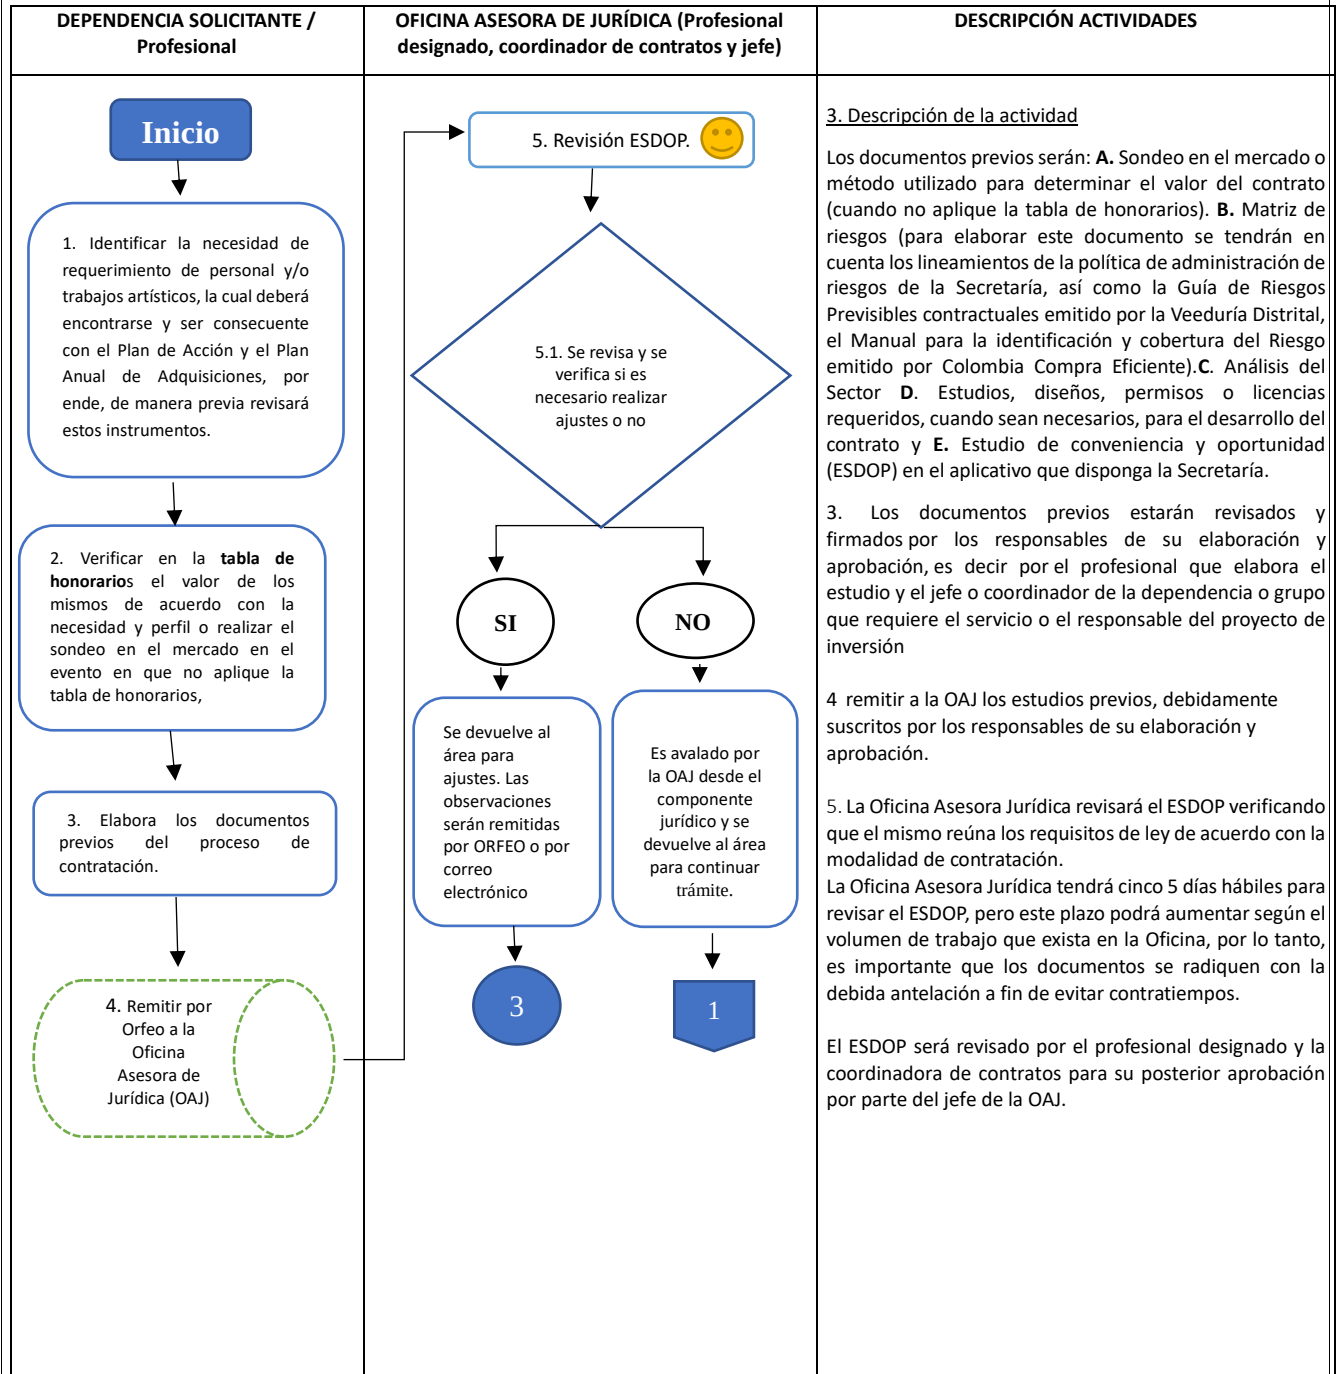 DEPENDENCIA SOLICITANTE /
Profesional
OFICINA ASESORA DE JURÍDICA (Profesional
designado, coordinador de contratos y jefe)
DESCRIPCIÓN ACTIVIDADES
Inicio
1. Identificar la necesidad de
requerimiento de personal y/o
trabajos artísticos, la cual deberá
encontrarse y ser consecuente
con el Plan de Acción y el Plan
Anual de Adquisiciones, por
ende, de manera previa revisará
estos instrumentos.
2. Verificar en la tabla de
honorarios el valor de los
mismos de acuerdo con la
necesidad y perfil o realizar el
sondeo en el mercado en el
evento en que no aplique la
tabla de honorarios,
3. Elabora los documentos
previos del proceso de
contratación.
4. Remitir por
Orfeo a la
Oficina
Asesora de
Jurídica (OAJ)
5. Revisión ESDOP.
5.1. Se revisa y se
verifica si es
necesario realizar
ajustes o no
SI
NO
Se devuelve al
área para
ajustes. Las
observaciones
serán remitidas
por ORFEO o por
correo
electrónico
Es avalado por
la OAJ desde el
componente
jurídico y se
devuelve al área
para continuar
trámite.
3
1
3. Descripción de la actividad
Los documentos previos serán: A. Sondeo en el mercado o
método utilizado para determinar el valor del contrato
(cuando no aplique la tabla de honorarios). B. Matriz de
riesgos (para elaborar este documento se tendrán en
cuenta los lineamientos de la política de administración de
riesgos de la Secretaría, así como la Guía de Riesgos
Previsibles contractuales emitido por la Veeduría Distrital,
el Manual para la identificación y cobertura del Riesgo
emitido por Colombia Compra Eficiente).C. Análisis del
Sector D. Estudios, diseños, permisos o licencias
requeridos, cuando sean necesarios, para el desarrollo del
contrato y E. Estudio de conveniencia y oportunidad
(ESDOP) en el aplicativo que disponga la Secretaría.
3. Los documentos previos estarán revisados y
firmados por los responsables de su elaboración y
aprobación, es decir por el profesional que elabora el
estudio y el jefe o coordinador de la dependencia o grupo
que requiere el servicio o el responsable del proyecto de
inversión
4 remitir a la OAJ los estudios previos, debidamente
suscritos por los responsables de su elaboración y
aprobación.
5. La Oficina Asesora Jurídica revisará el ESDOP verificando
que el mismo reúna los requisitos de ley de acuerdo con la
modalidad de contratación.
La Oficina Asesora Jurídica tendrá cinco 5 días hábiles para
revisar el ESDOP, pero este plazo podrá aumentar según el
volumen de trabajo que exista en la Oficina, por lo tanto,
es importante que los documentos se radiquen con la
debida antelación a fin de evitar contratiempos.
El ESDOP será revisado por el profesional designado y la
coordinadora de contratos para su posterior aprobación
por parte del jefe de la OAJ.